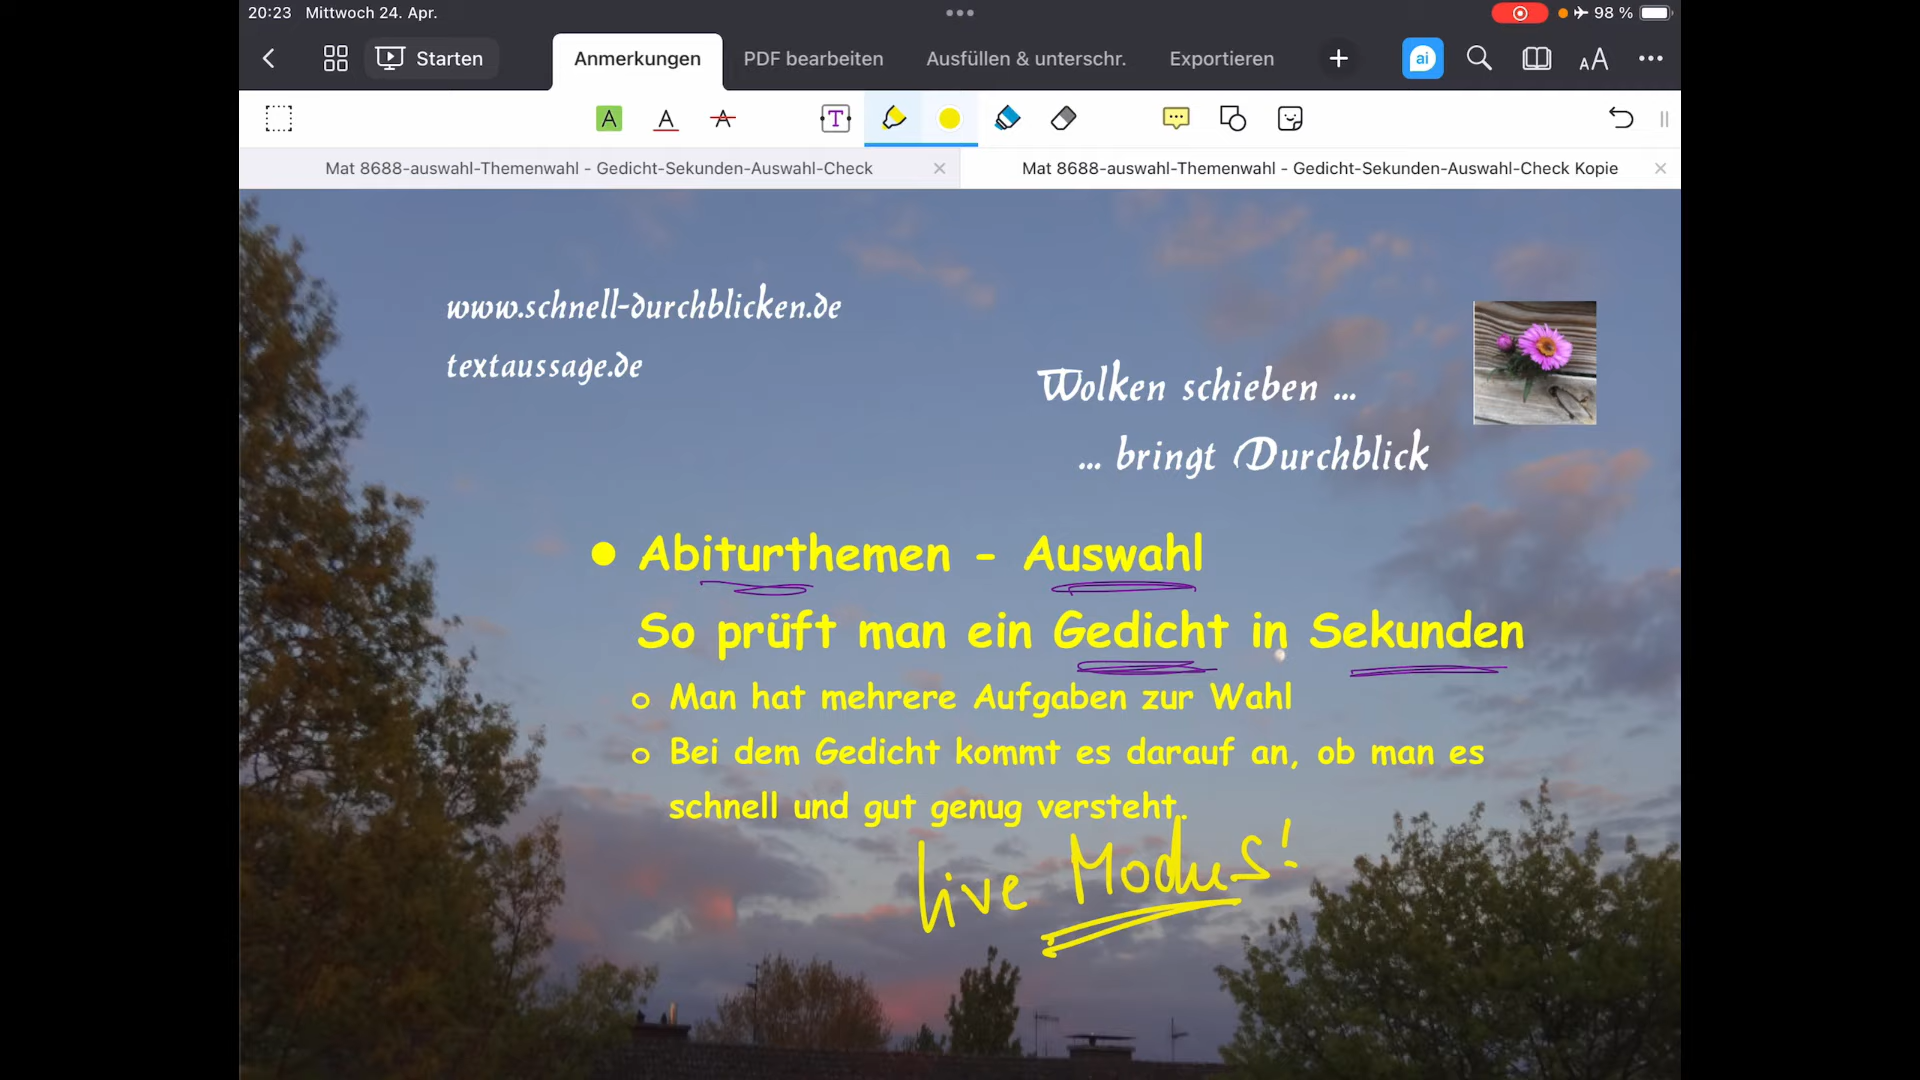 20:23 Mittwoch 24. Apr.
98 %
Starten
Anmerkungen
PDF bearbeiten
Ausfüllen & unterschr.
Exportieren
ai
AA
A A A T
Mat 8688-auswahl-Themenwahl - Gedicht-Sekunden-Auswahl-Check
Mat 8688-auswahl-Themenwahl - Gedicht-Sekunden-Auswahl-Check Kopie
www.schnell-durchblicken.de
textaussage.de
Wolken schieben ...
... bringt Durchblick
• Abiturthemen - Auswahl
So prüft man ein Gedicht in Sekunden
o Man hat mehrere Aufgaben zur Wahl
o Bei dem Gedicht kommt es darauf an, ob man es
schnell und gut genug versteht.
live Modus!